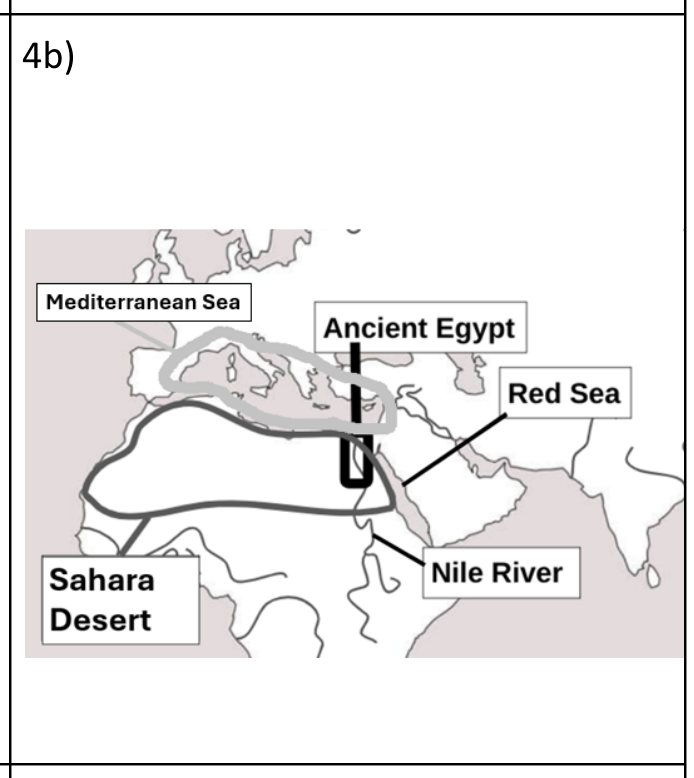 4b)
Mediterranean Sea
Ancient Egypt
Red Sea
Nile River
Sahara
Desert